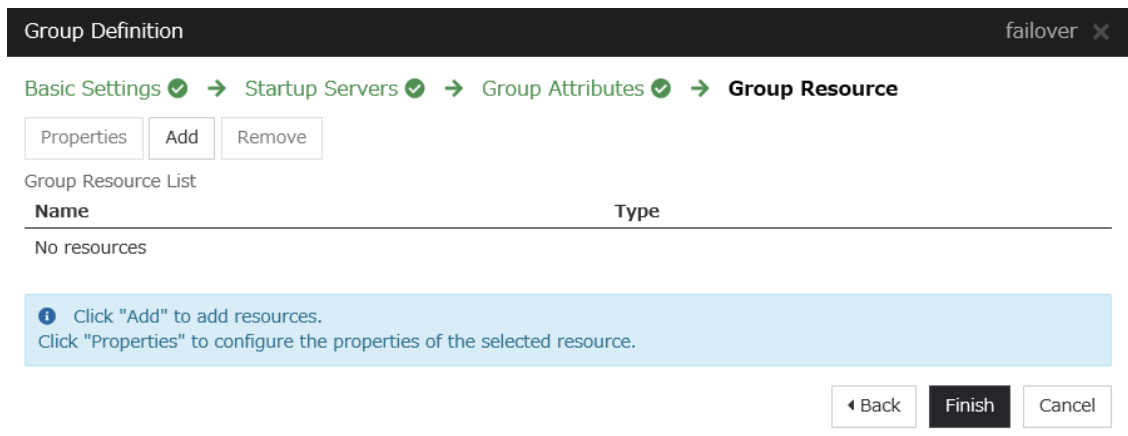 Group Definition failover
Basic Settings → Startup Servers → Group Attributes → Group Resource
Properties Add Remove
Group Resource List
Name Type
No resources
Click "Add" to add resources.
Click "Properties" to configure the properties of the selected resource.
Back Finish Cancel